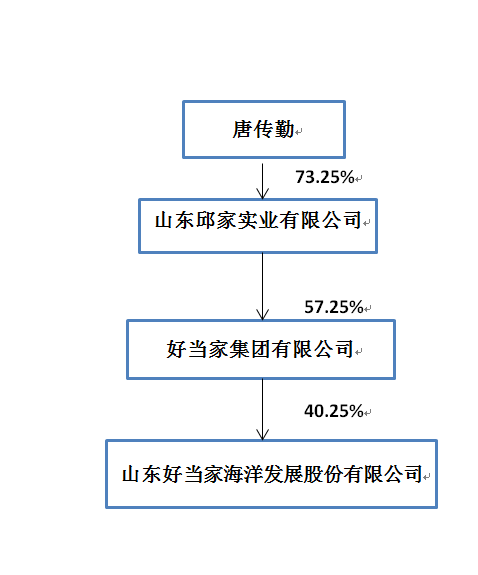 唐传勤
73.25%
山东邱家实业有限公司
57.25%
好当家集团有限公司
40.25%
山东好当家海洋发展股份有限公司